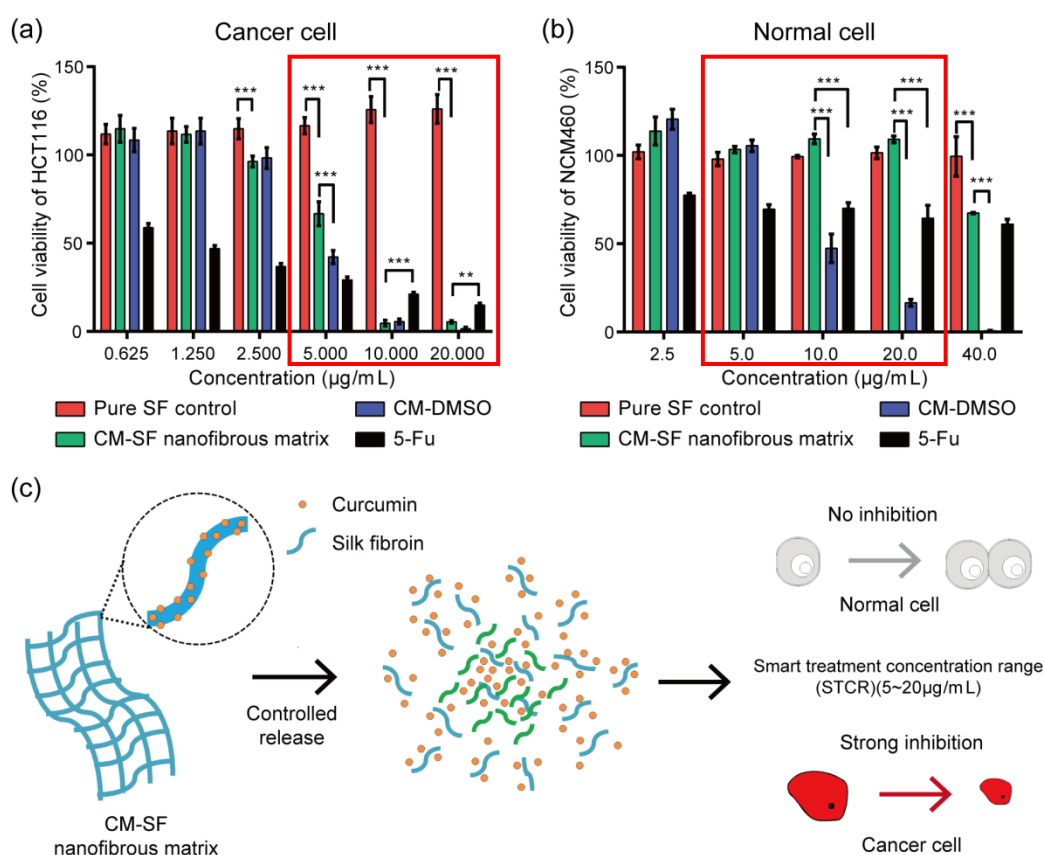 (a)
Cancer cell
Cell viability of HCT116 (%)
150
100
50
0
***
***
***
***
***
***
**
0.625 1.250 2.500 5.000 10.000 20.000
Concentration (μg/mL)
Pure SF control
CM-DMSO
CM-SF nanofibrous matrix
5-Fu
(b)
Normal cell
Cell viability of NCM460 (%)
150
100
50
0
***
***
***
***
***
***
2.5 5.0 10.0 20.0 40.0
Concentration (μg/mL)
Pure SF control
CM-DMSO
CM-SF nanofibrous matrix
5-Fu
(c)
Curcumin
Silk fibroin
CM-SF
nanofibrous matrix
Controlled
release
No inhibition
Normal cell
Smart treatment concentration range
(STCR)(5~20μg/mL)
Strong inhibition
Cancer cell